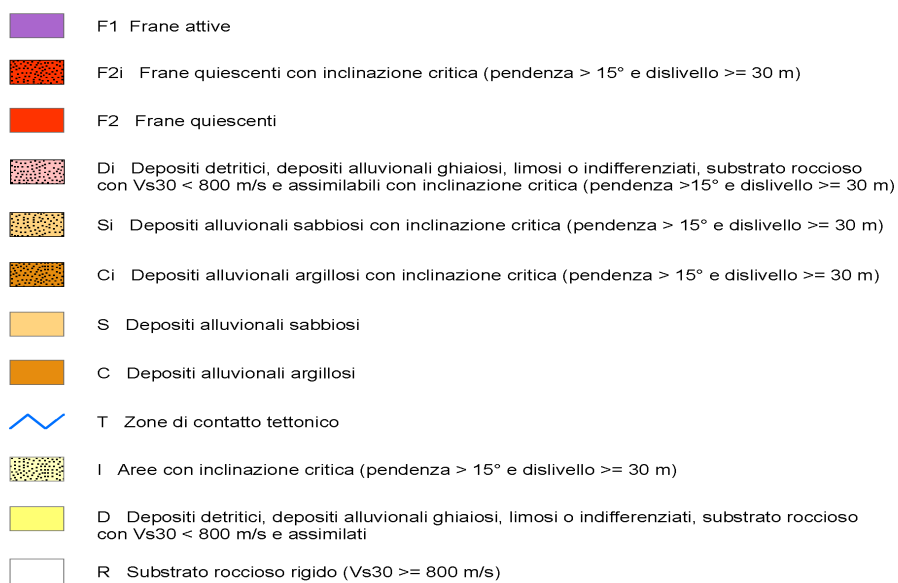 F1 Frane attive
F2i Frane quiescenti con inclinazione critica (pendenza > 15° e dislivello >= 30 m)
F2 Frane quiescenti
Di Depositi detritici, depositi alluvionali ghiaiosi, limosi o indifferenziati, substrato roccioso
con Vs30 < 800 m/s e assimilabili con inclinazione critica (pendenza >15° e dislivello >= 30 m)
Si Depositi alluvionali sabbiosi con inclinazione critica (pendenza > 15° e dislivello >= 30 m)
Ci Depositi alluvionali argillosi con inclinazione critica (pendenza > 15° e dislivello >= 30 m)
S Depositi alluvionali sabbiosi
C Depositi alluvionali argillosi
T Zone di contatto tettonico
I Aree con inclinazione critica (pendenza > 15° e dislivello >= 30 m)
D Depositi detritici, depositi alluvionali ghiaiosi, limosi o indifferenziati, substrato roccioso
con Vs30 < 800 m/s e assimilati
R Substrato roccioso rigido (Vs30 >= 800 m/s)